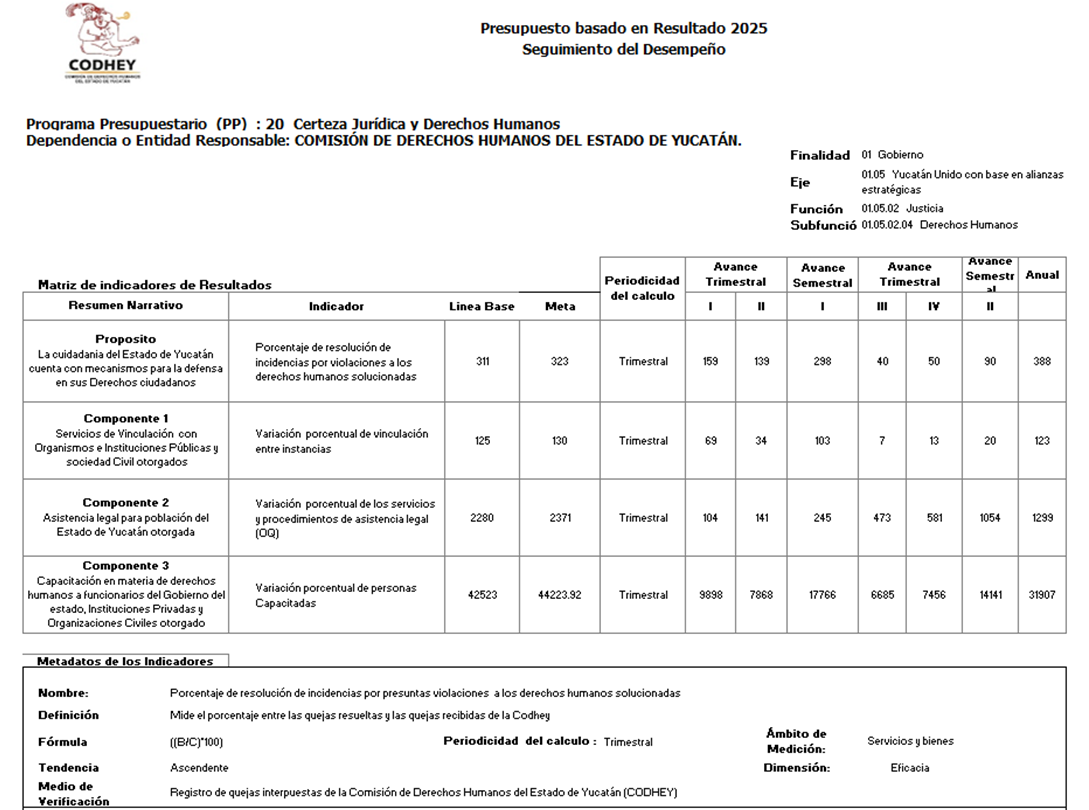 CODHEY
COMISIÓN DE DERECHOS HUMANOS
DEL ESTADO DE YUCATÁN
Presupuesto basado en Resultado 2025
Seguimiento del Desempeño
Programa Presupuestario (PP) : 20 Certeza Jurídica y Derechos Humanos
Dependencia o Entidad Responsable: COMISIÓN DE DERECHOS HUMANOS DEL ESTADO DE YUCATÁN.
Finalidad 01 Gobierno
Eje 01.05 Yucatán Unido con base en alianzas
estratégicas
Función 01.05.02 Justicia
Subfunció 01.05.02.04 Derechos Humanos
Matriz de indicadores de Resultados
Periodicidad
del calculo
Avance
Trimestral
Avance
Semestral
Avance
Trimestral
Avance
Semestr
al
Anual
Resumen Narrativo Indicador Linea Base Meta I II I III IV II
Proposito
La cuidadania del Estado de Yucatán
cuenta con mecanismos para la defensa
en sus Derechos ciudadanos
Porcentaje de resolución de
incidencias por violaciones a los
derechos humanos solucionadas
311 323 Trimestral 159 139 298 40 50 90 388
Componente 1
Servicios de Vinculación con
Organismos e Instituciones Públicas y
sociedad Civil otorgados
Variación porcentual de vinculación
entre instancias
125 130 Trimestral 69 34 103 7 13 20 123
Componente 2
Asistencia legal para población del
Estado de Yucatán otorgada
Variación porcentual de los servicios
y procedimientos de asistencia legal
(OQ)
2280 2371 Trimestral 104 141 245 473 581 1054 1299
Componente 3
Capacitación en materia de derechos
humanos a funcionarios del Gobierno del
estado, Instituciones Privadas y
Organizaciones Civiles otorgado
Variación porcentual de personas
Capacitadas
42523 44223.92 Trimestral 9898 7868 17766 6685 7456 14141 31907
Metadatos de los Indicadores
Nombre: Porcentaje de resolución de incidencias por presuntas violaciones a los derechos humanos solucionadas
Definición Mide el porcentaje entre las quejas resueltas y las quejas recibidas de la Codhey
Fórmula ((B/C)*100) Periodicidad del calculo : Trimestral Ámbito de
Medición: Servicios y bienes
Tendencia Ascendente Dimensión: Eficacia
Medio de
Verificación Registro de quejas interpuestas de la Comisión de Derechos Humanos del Estado de Yucatán (CODHEY)